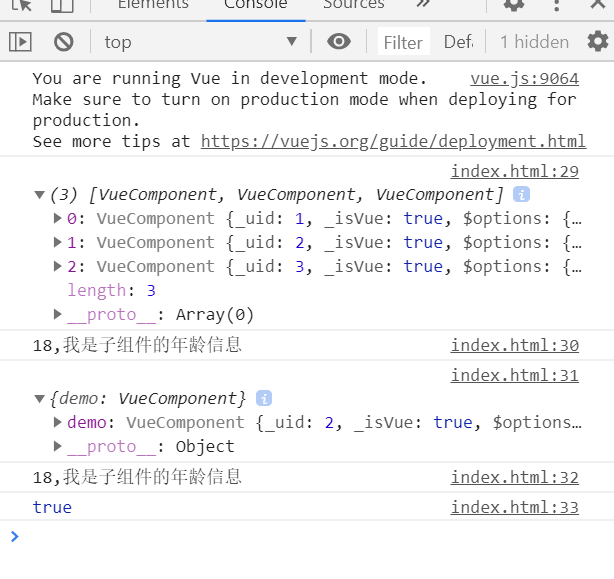 Elements Console Sources »
top Filter Defa 1 hidden
You are running Vue in development mode. vue.js:9064
Make sure to turn on production mode when deploying for
production.
See more tips at https://vuejs.org/guide/deployment.html
index.html:29
(3) [VueComponent, VueComponent, VueComponent]
0: VueComponent {_uid: 1, _isVue: true, $options: {…
1: VueComponent {_uid: 2, _isVue: true, $options: {…
2: VueComponent {_uid: 3, _isVue: true, $options: {…
length: 3
__proto__: Array(0)
18,我是子组件的年龄信息 index.html:30
index.html:31
{demo: VueComponent}
demo: VueComponent {_uid: 2, _isVue: true, $options…
__proto__: Object
18,我是子组件的年龄信息 index.html:32
true index.html:33